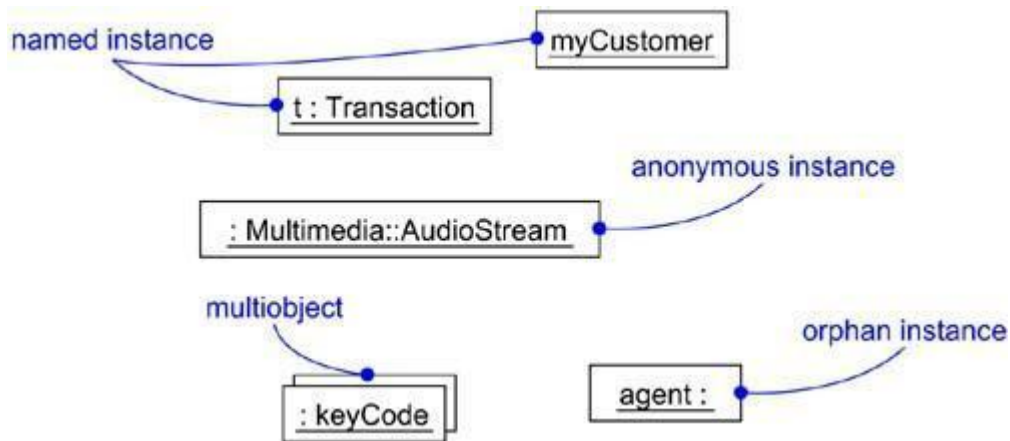 named instance
myCustomer
t : Transaction
anonymous instance
: Multimedia::AudioStream
multiobject
orphan instance
: keyCode
agent :